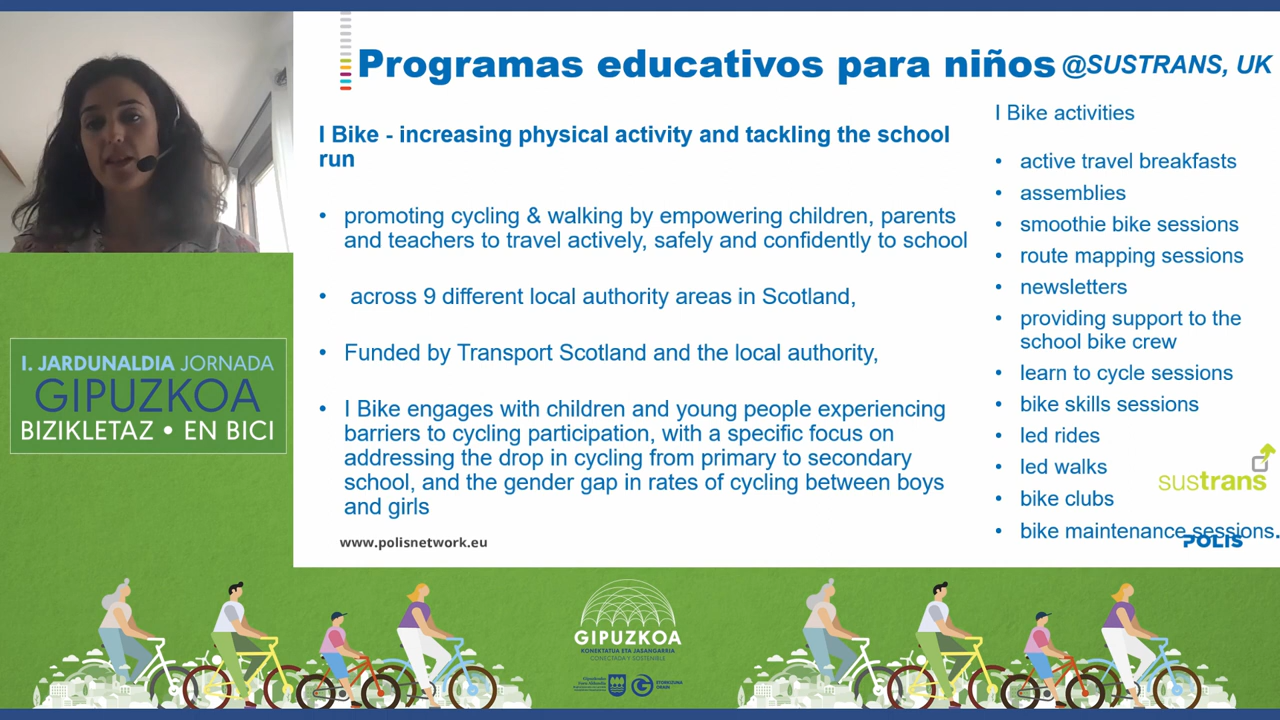 Programas educativos para niños @SUSTRANS, UK
I Bike - increasing physical activity and tackling the school
run
• promoting cycling & walking by empowering children, parents
and teachers to travel actively, safely and confidently to school
• across 9 different local authority areas in Scotland,
• Funded by Transport Scotland and the local authority,
• I Bike engages with children and young people experiencing
barriers to cycling participation, with a specific focus on
addressing the drop in cycling from primary to secondary
school, and the gender gap in rates of cycling between boys
and girls
www.polisnetwork.eu
I Bike activities
• active travel breakfasts
• assemblies
• smoothie bike sessions
• route mapping sessions
• newsletters
• providing support to the
school bike crew
• learn to cycle sessions
• bike skills sessions
• led rides
• led walks
• bike clubs
• bike maintenance sessions.
sustrans
POLIS
I. JARDUNALDIA JORNADA
GIPUZKOA
BIZIKLETAZ • EN BICI
GIPUZKOA
KONEKTATUA ETA JASANGARRIA
CONECTADA Y SOSTENIBLE